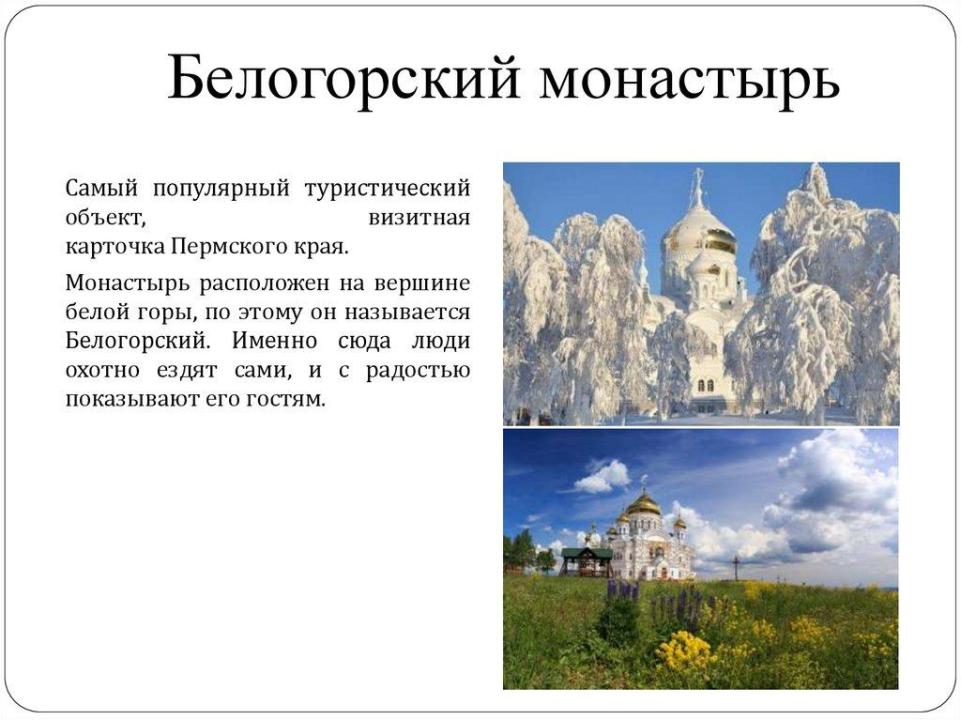 Белогорский монастырь
Самый популярный туристический
объект, визитная
карточка Пермского края.
Монастырь расположен на вершине
белой горы, по этому он называется
Белогорский. Именно сюда люди
охотно ездят сами, и с радостью
показывают его гостям.